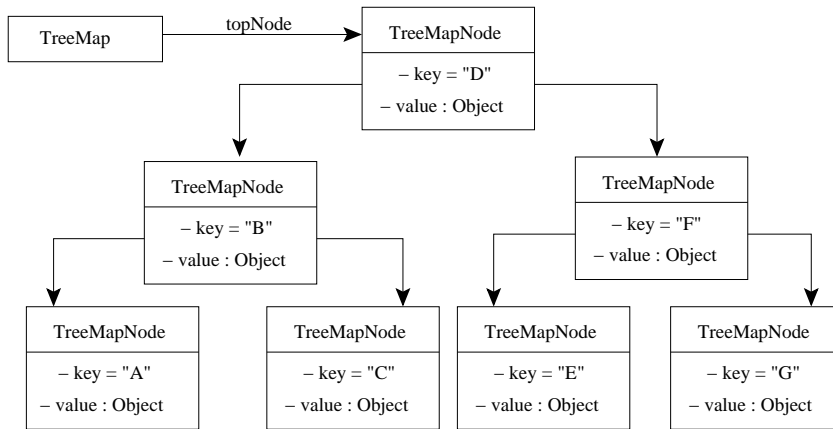 TreeMap
topNode
TreeMapNode
– key = "D"
– value : Object
TreeMapNode
– key = "B"
– value : Object
TreeMapNode
– key = "F"
– value : Object
TreeMapNode
– key = "A"
– value : Object
TreeMapNode
– key = "C"
– value : Object
TreeMapNode
– key = "E"
– value : Object
TreeMapNode
– key = "G"
– value : Object